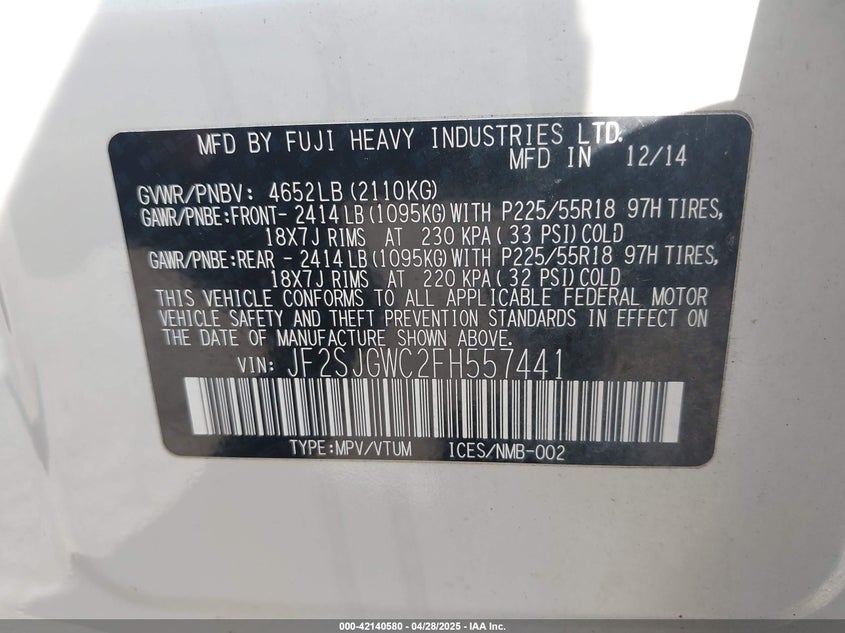 MFD BY FUJI HEAVY INDUSTRIES LTD.
MFD IN 12/14
GVWR/PNBV: 4652LB (2110KG)
GAWR/PNBE:FRONT- 2414 LB (1095KG) WITH P225/55R18 97H TIRES,
18X7J RIMS AT 230 KPA ( 33 PSI) COLD
GAWR/PNBE:REAR - 2414 LB (1095KG) WITH P225/55R18 97H TIRES,
18X7J RIMS AT 220 KPA ( 32 PSI) COLD
THIS VEHICLE CONFORMS TO ALL APPLICABLE FEDERAL MOTOR
VEHICLE SAFETY AND THEFT PREVENTION STANDARDS IN EFFECT ON
THE DATE OF MANUFACTURE SHOWN ABOVE.
VIN: JF2SJGWC2FH557441
TYPE:MPV/VTUM ICES/NMB-002
000-42140580 - 04/28/2025 - IAA Inc.